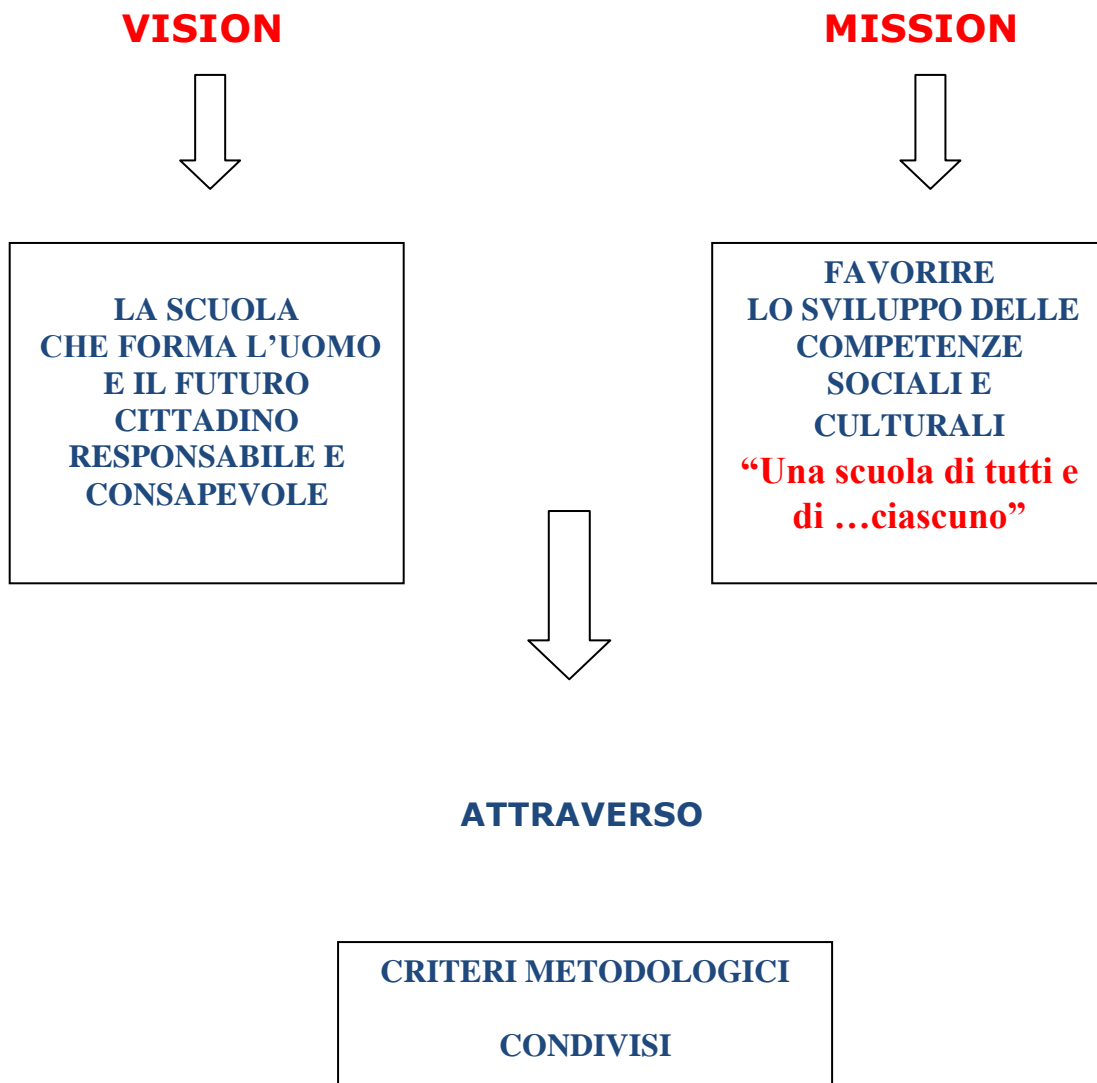 VISION
MISSION
LA SCUOLA
CHE FORMA L’UOMO
E IL FUTURO
CITTADINO
RESPONSABILE E
CONSAPEVOLE
FAVORIRE
LO SVILUPPO DELLE
COMPETENZE
SOCIALI E
CULTURALI
“Una scuola di tutti e
di …ciascuno”
ATTRAVERSO
CRITERI METODOLOGICI
CONDIVISI